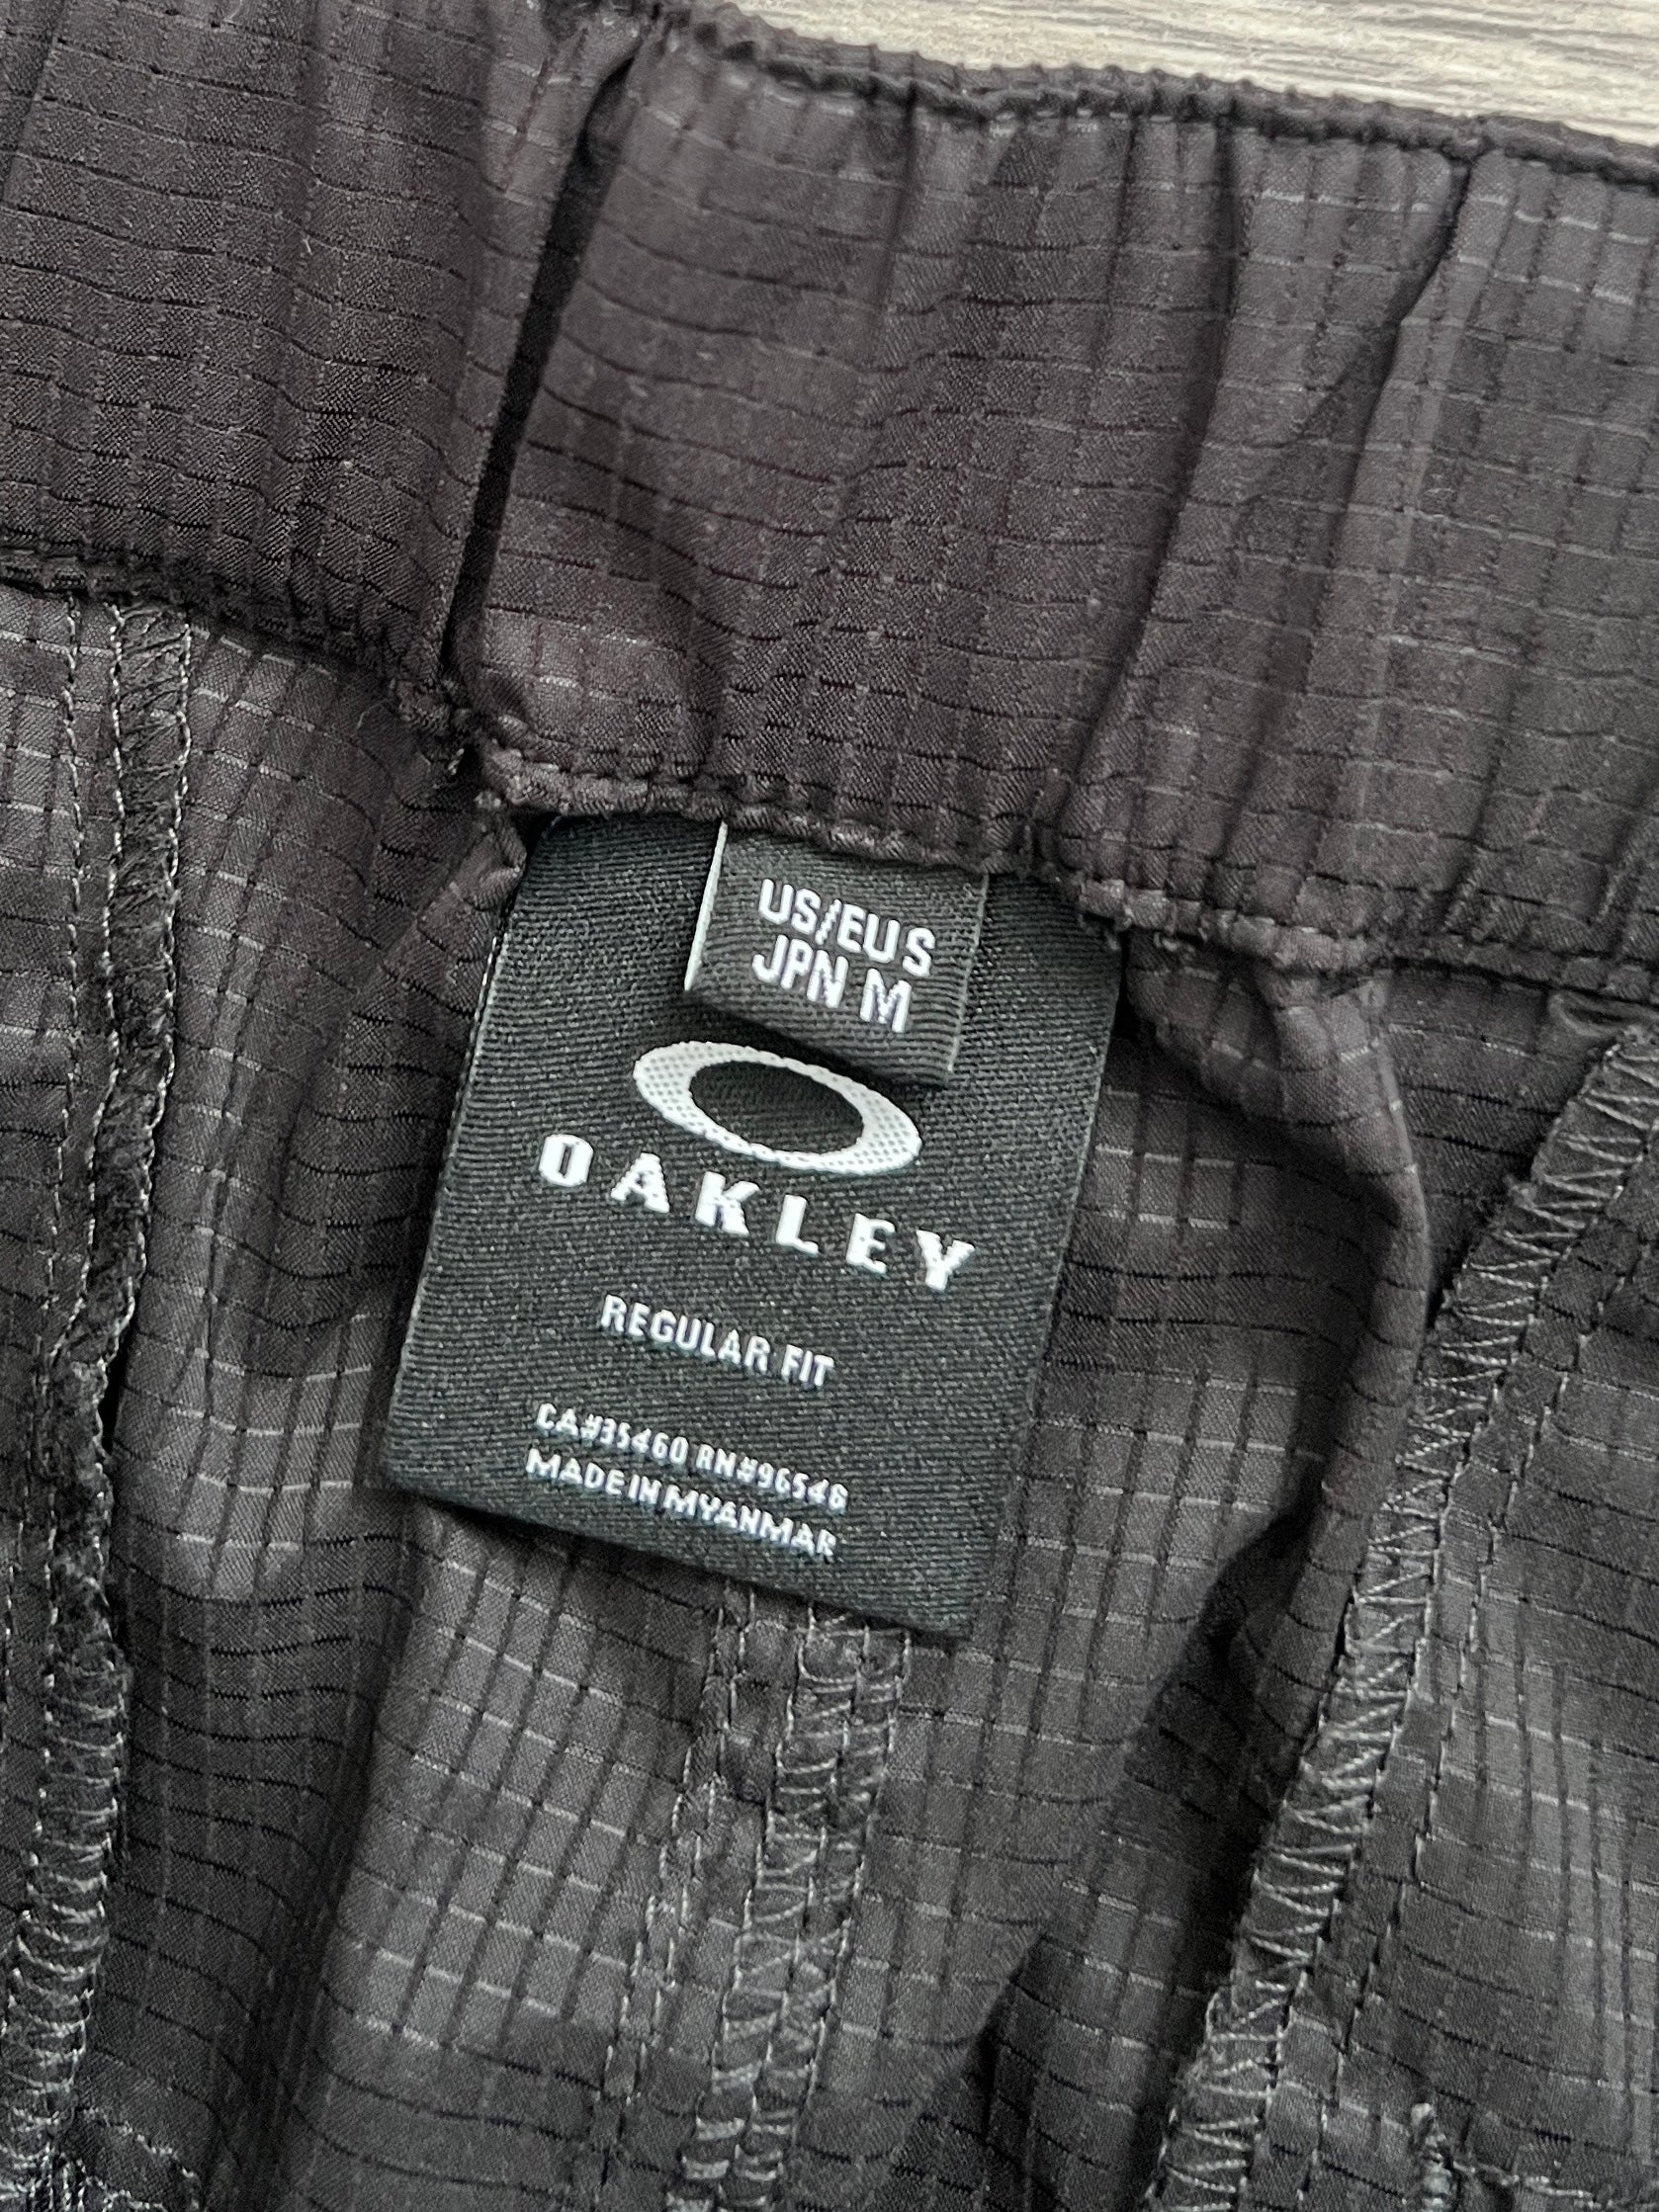 US/EU S
JPN M
OAKLEY
REGULAR FIT
CA#35460 RN#96546
MADE IN MYANMAR